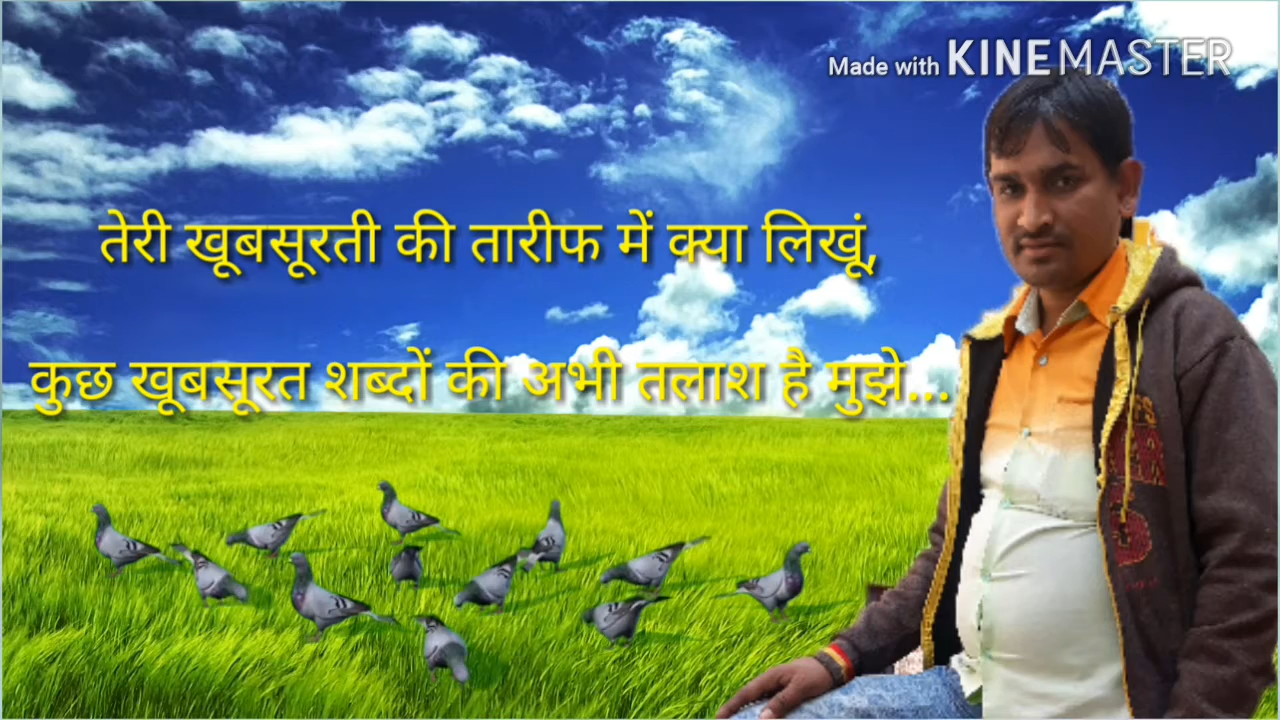 Made with KINEMASTER
तेरी खूबसूरती की तारीफ में क्या लिखूं,
कुछ खूबसूरत शब्दों की अभी तलाश है मुझे...